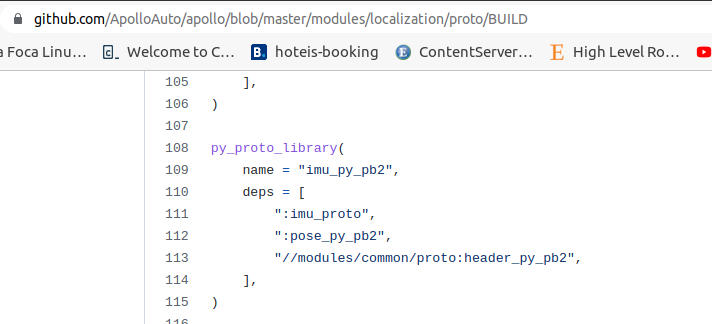 github.com/ApolloAuto/apollo/blob/master/modules/localization/proto/BUILD
a Foca Linu... Welcome to C... hoteis-booking ContentServer... High Level Ro...
105 ],
106 )
107
108 py_proto_library(
109 name = "imu_py_pb2",
110 deps = [
111 ":imu_proto",
112 ":pose_py_pb2",
113 "//modules/common/proto:header_py_pb2",
114 ],
115 )
116